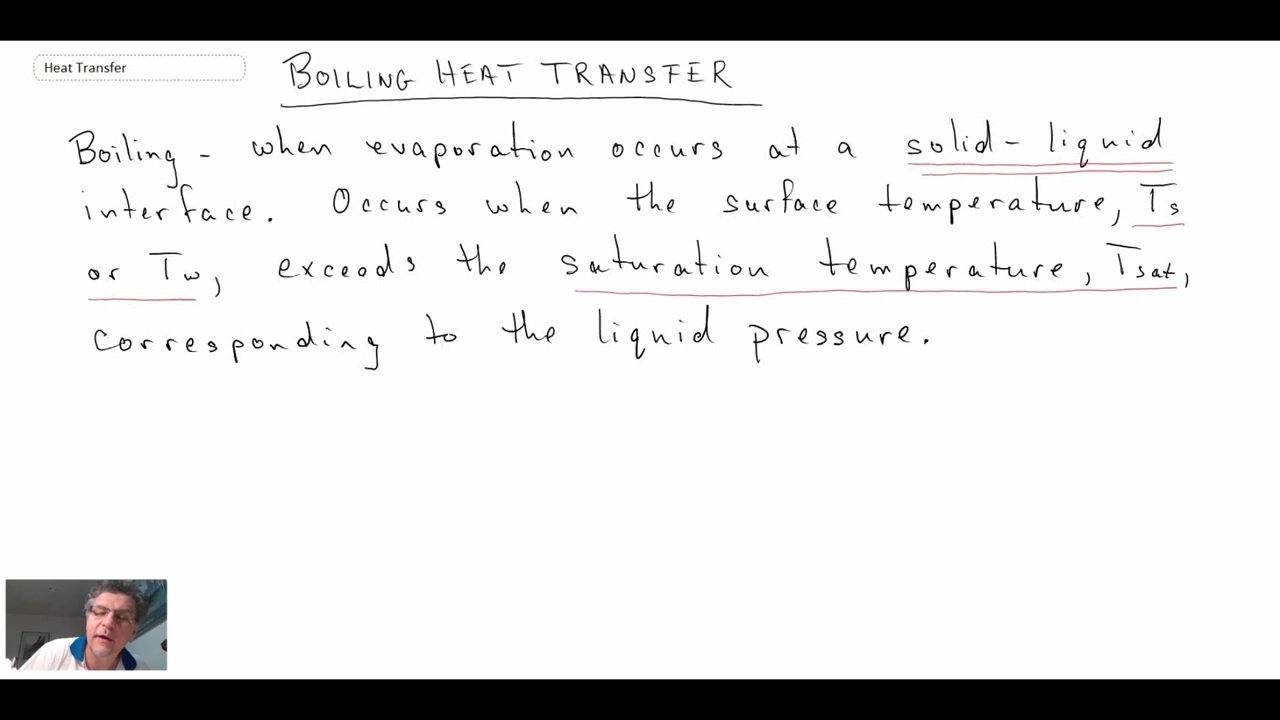 Heat Transfer
BOILING HEAT TRANSFER
Boiling - when evaporation occurs at a solid-liquid
interface. Occurs when the surface temperature, Ts
or Tw, exceeds the saturation temperature, Tsat,
corresponding to the liquid pressure.